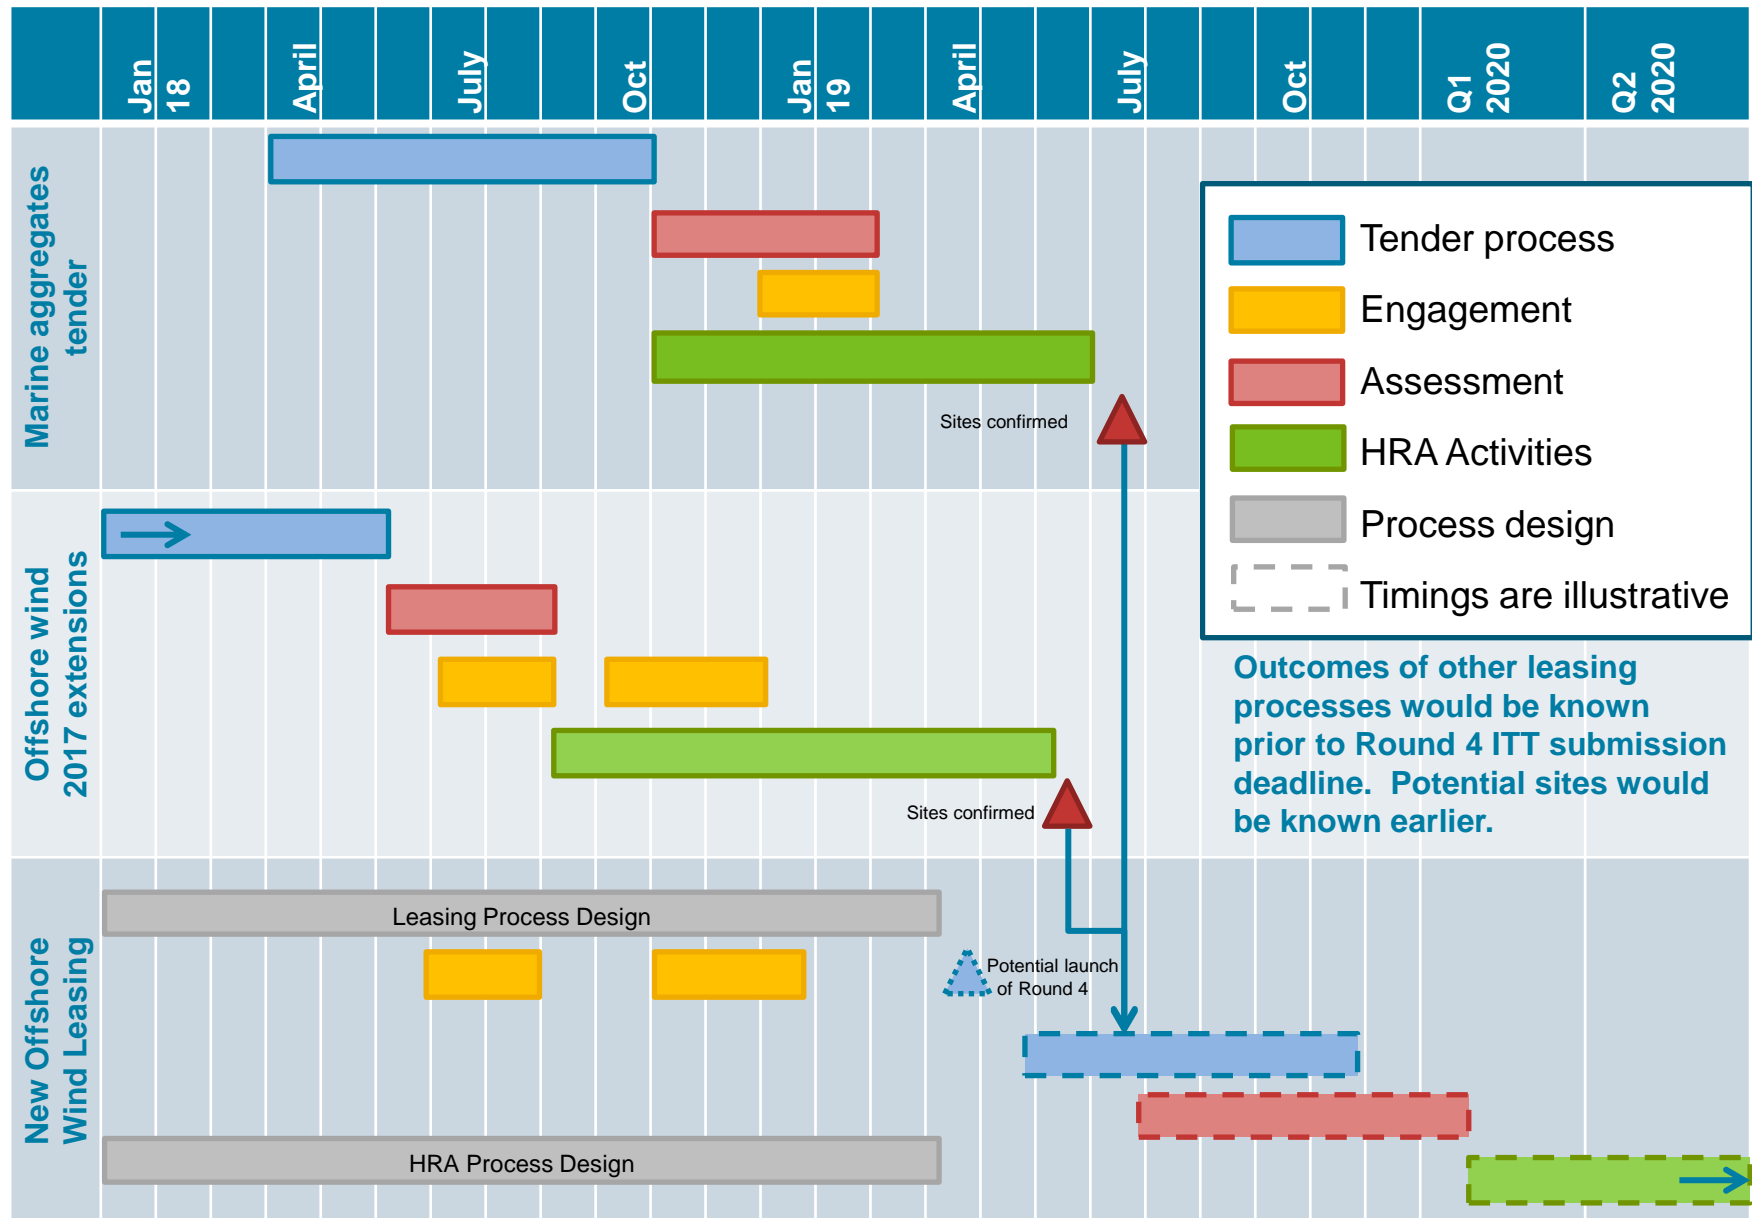 Jan
18
April
July
Oct
Jan
19
April
July
Oct
Q1
2020
Q2
2020
Marine aggregates
tender
Sites confirmed
Tender process
Engagement
Assessment
HRA Activities
Process design
Timings are illustrative
Offshore wind
2017 extensions
Sites confirmed
Outcomes of other leasing
processes would be known
prior to Round 4 ITT submission
deadline.  Potential sites would
be known earlier.
New Offshore
Wind Leasing
Leasing Process Design
Potential launch
of Round 4
HRA Process Design